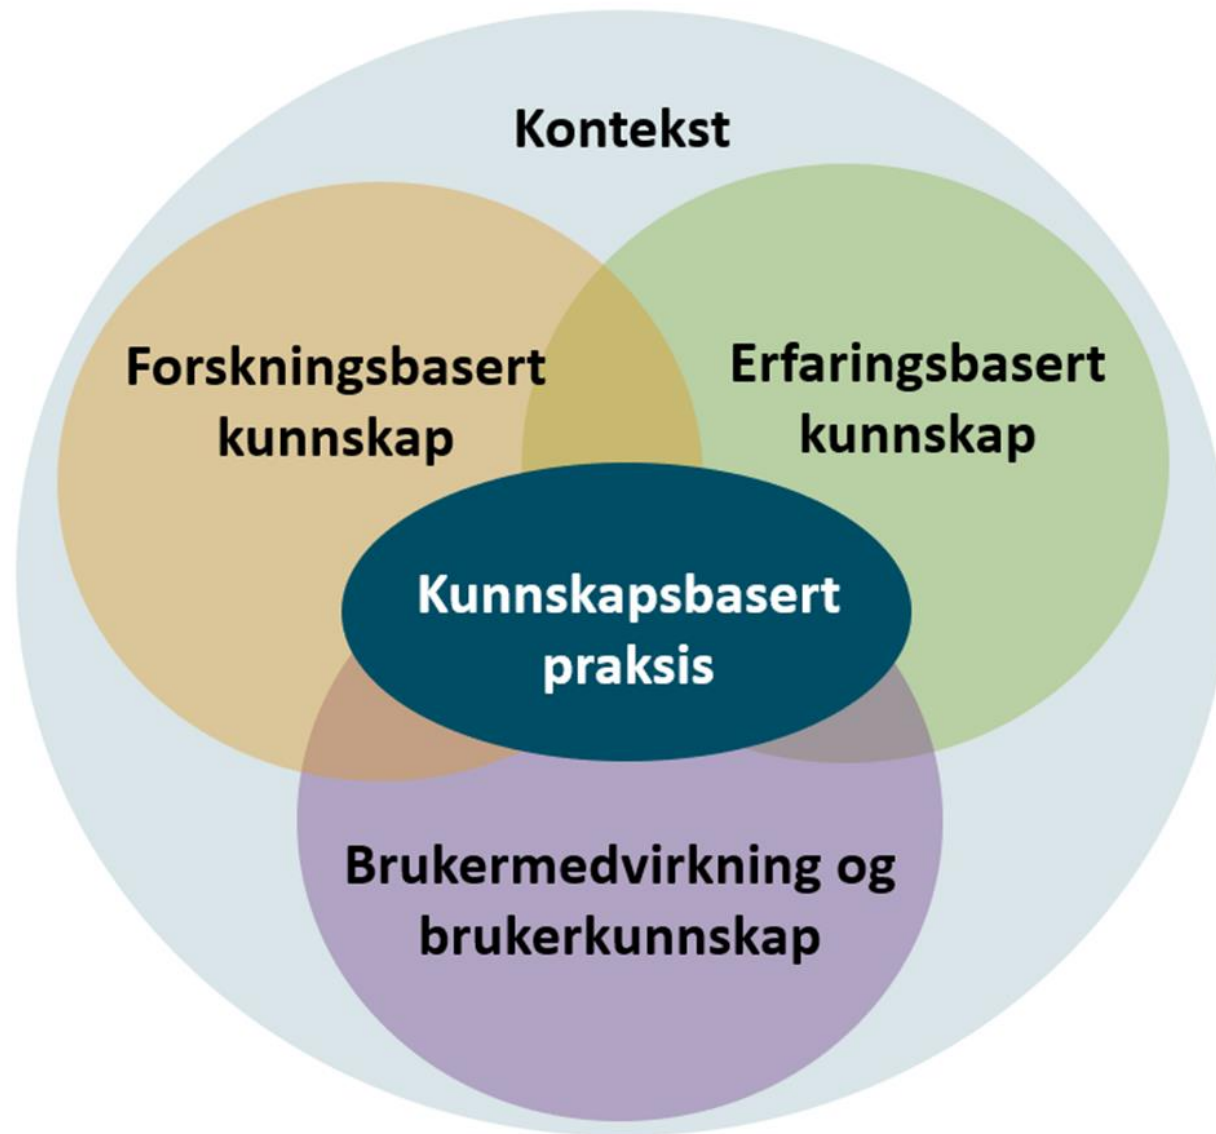 Kontekst
Forskningsbasert
kunnskap
Erfaringsbasert
kunnskap
Kunnskapsbasert
praksis
Brukermedvirkning og
brukerkunnskap